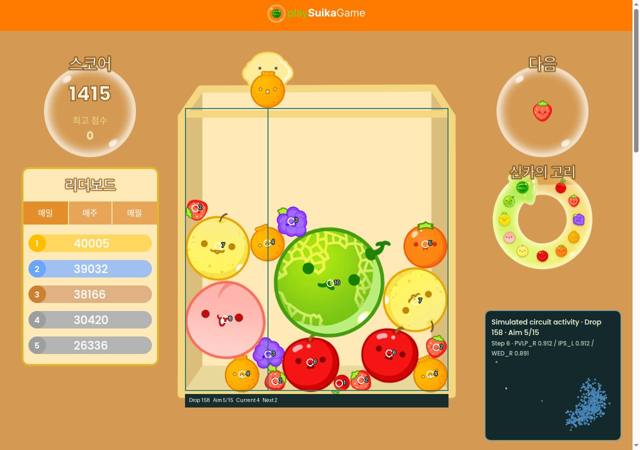 playSuikaGame
스코어
1415
최고 점수
0
다음
리더보드
매일 매주 매월
1 40005
2 39032
3 38166
4 30420
5 26336
싱카의 고리
Simulated circuit activity · Drop
158 · Aim 5/15
Step 6 · PVLP_R 0.912 / IPS_L 0.912 /
WED_R 0.891
Drop 158 Aim 5/15 Current 4 Next 2